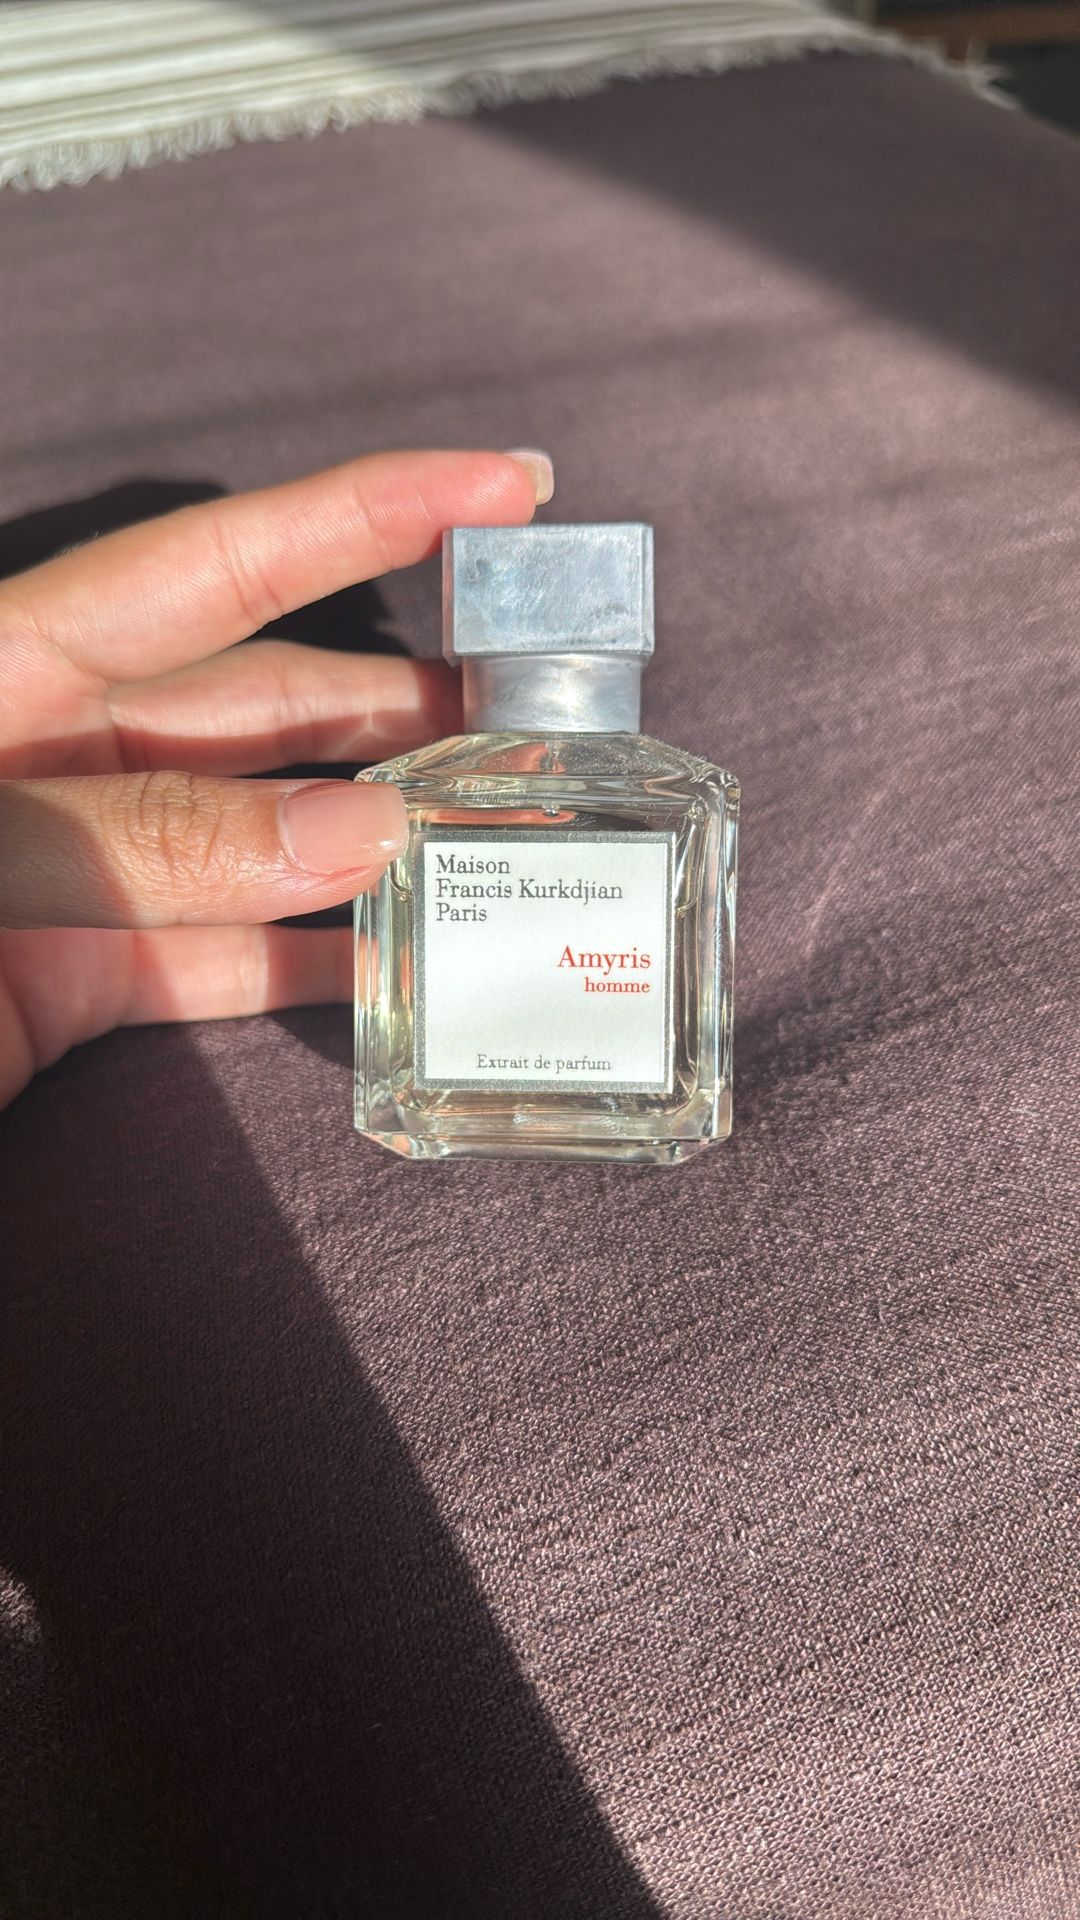 Maison
Francis Kurkdjian
Paris
Amyris
homme
Extrait de parfum